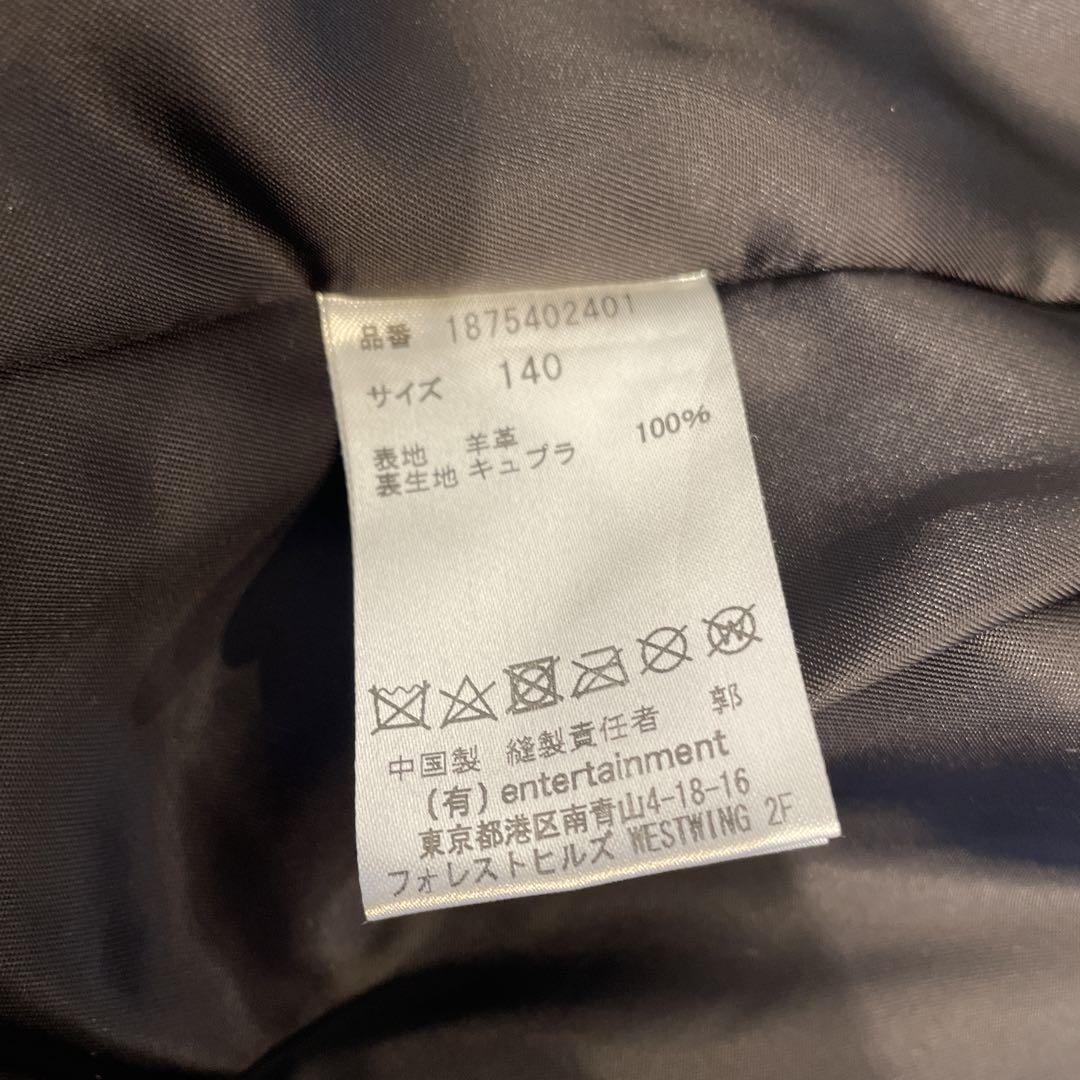 品番 1875402401
サイズ 140
表地 羊革
裏生地 キュプラ 100%
中国製 縫製責任者 郭
(有) entertainment
東京都港区南青山4-18-16
フォレストヒルズ WESTWING 2F